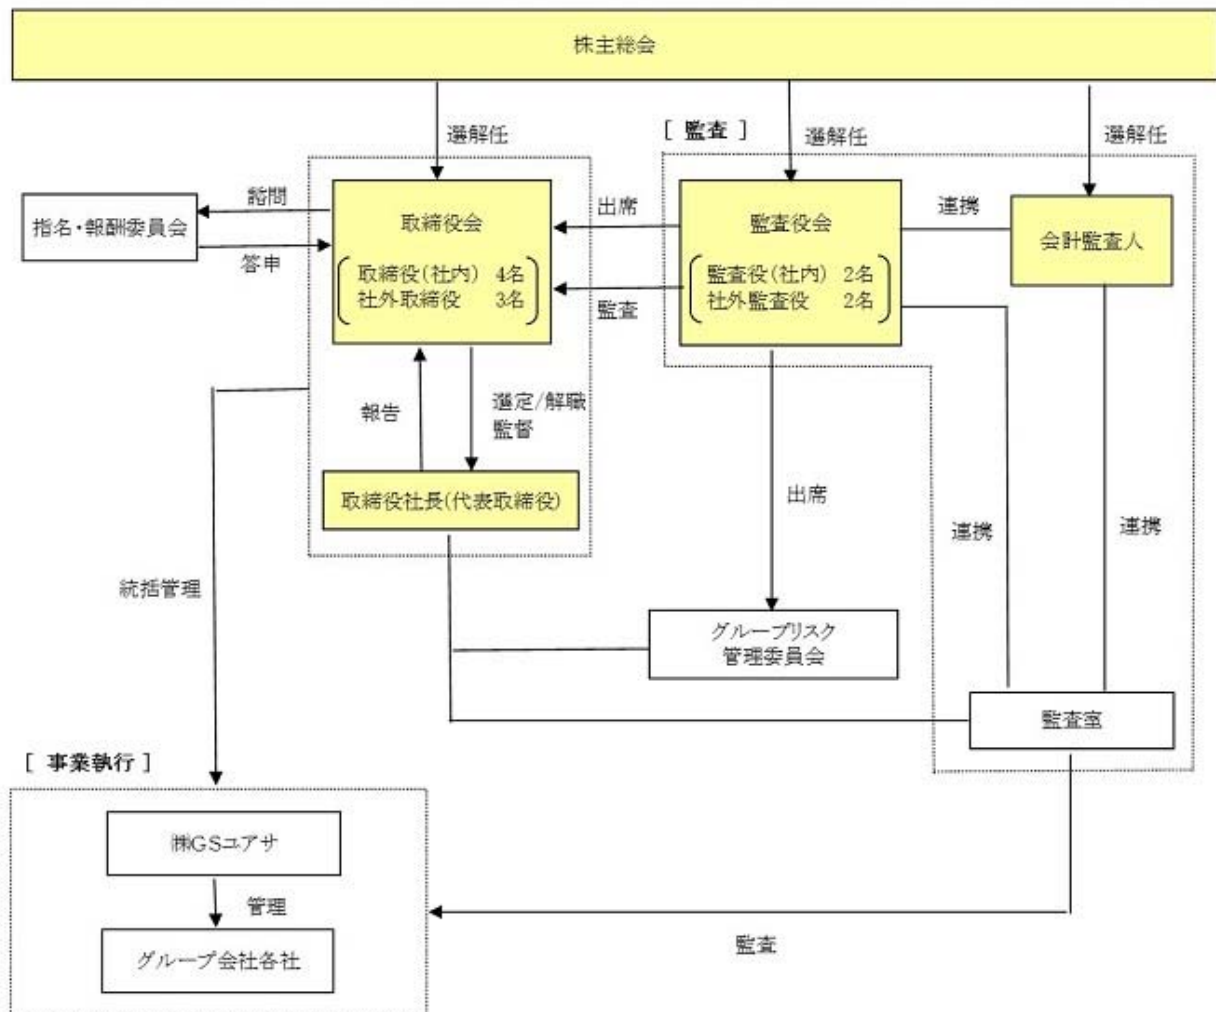 株主総会
選解任
[ 監査 ]
選解任
選解任
諮問
指名・報酬委員会
答申
取締役会
取締役(社内) 4名
社外取締役 3名
出席
監査
監査役会
監査役(社内) 2名
社外監査役 2名
連携
会計監査人
報告
選定/解職
監督
取締役社長(代表取締役)
出席
連携
連携
統括管理
グループリスク
管理委員会
監査室
[ 事業執行 ]
㈱GSユアサ
管理
グループ会社各社
監査